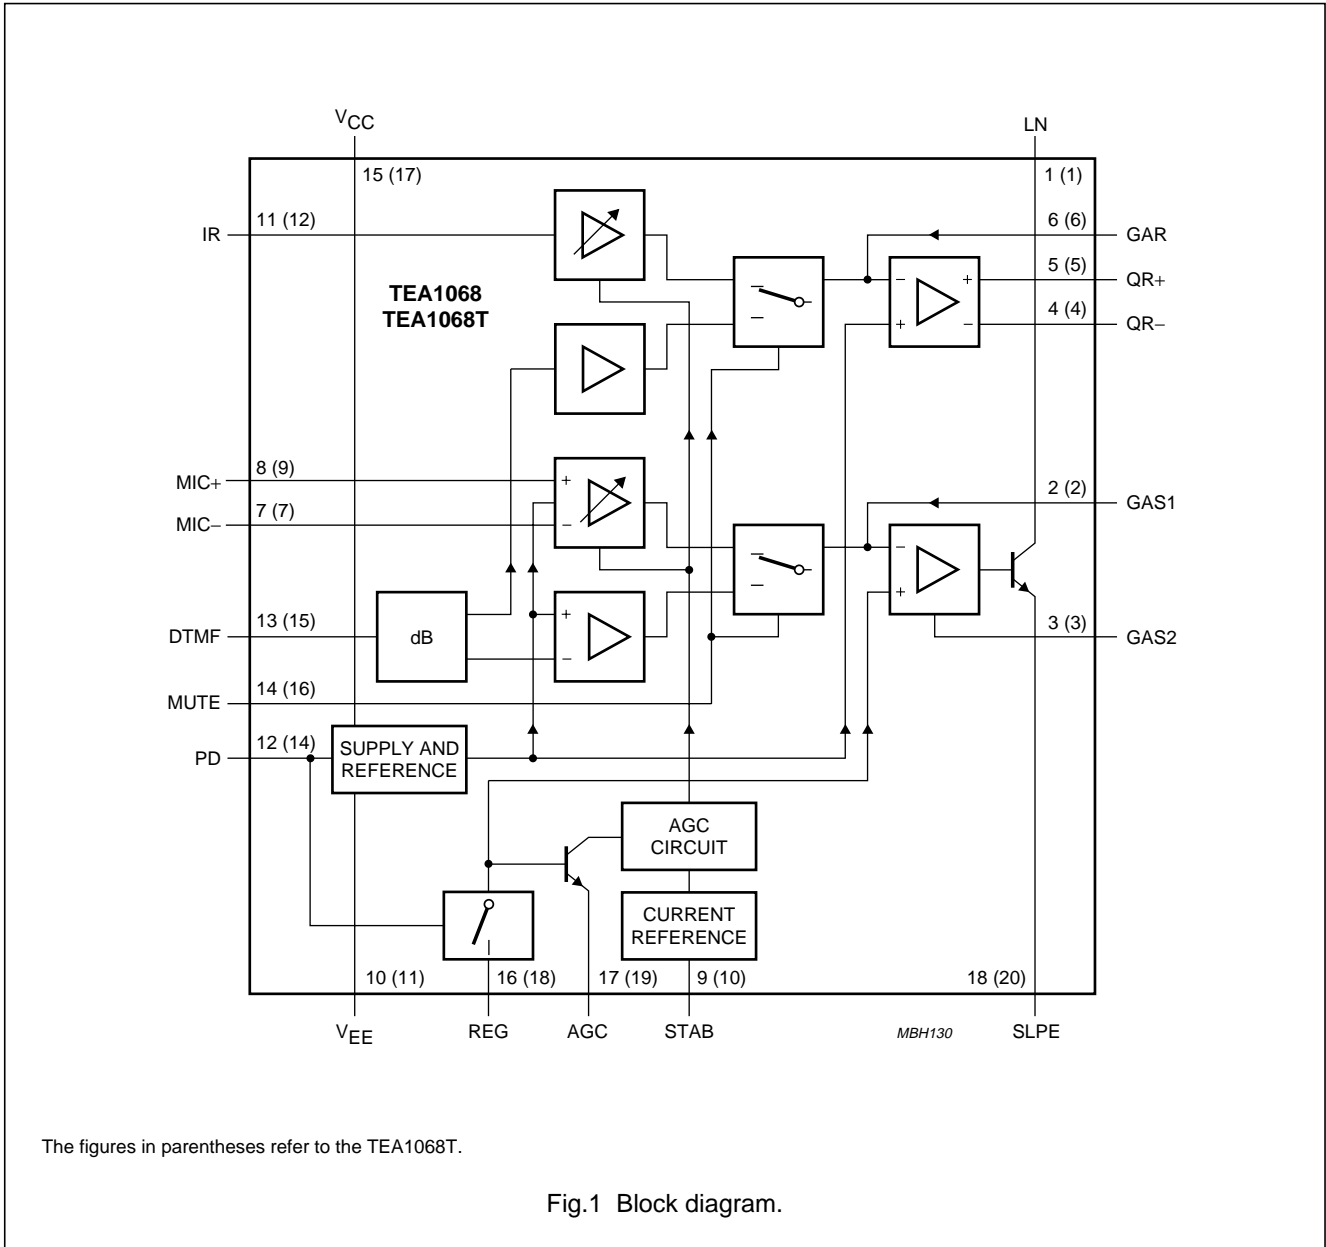 VCC
LN
15 (17)
1 (1)
11 (12)
IR
6 (6)
GAR
5 (5)
QR+
4 (4)
QR−
TEA1068
TEA1068T
− +
+ −
8 (9)
MIC+
7 (7)
MIC−
+
−
2 (2)
GAS1
−
+
13 (15)
DTMF
dB
+
−
3 (3)
GAS2
14 (16)
MUTE
12 (14)
PD
SUPPLY AND
REFERENCE
AGC
CIRCUIT
CURRENT
REFERENCE
10 (11)
16 (18)
17 (19)
9 (10)
18 (20)
VEE
REG
AGC
STAB
MBH130
SLPE
The figures in parentheses refer to the TEA1068T.
Fig.1 Block diagram.